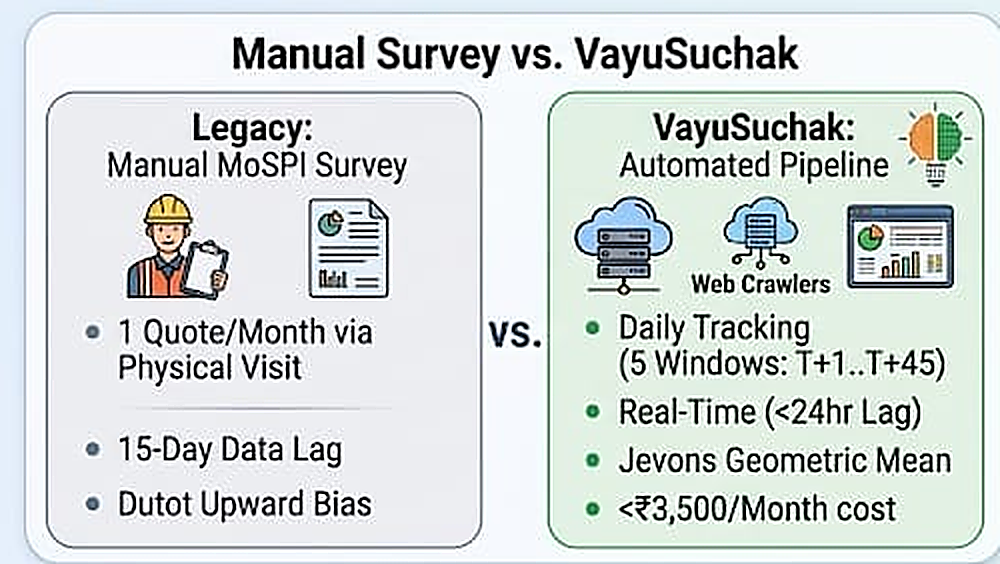 Manual Survey vs. VayuSuchak
Legacy:
Manual MoSPI Survey
• 1 Quote/Month via
Physical Visit
• 15-Day Data Lag
• Dutot Upward Bias
vs.
VayuSuchak:
Automated Pipeline
Web Crawlers
• Daily Tracking
(5 Windows: T+1..T+45)
• Real-Time (<24hr Lag)
• Jevons Geometric Mean
• <₹3,500/Month cost